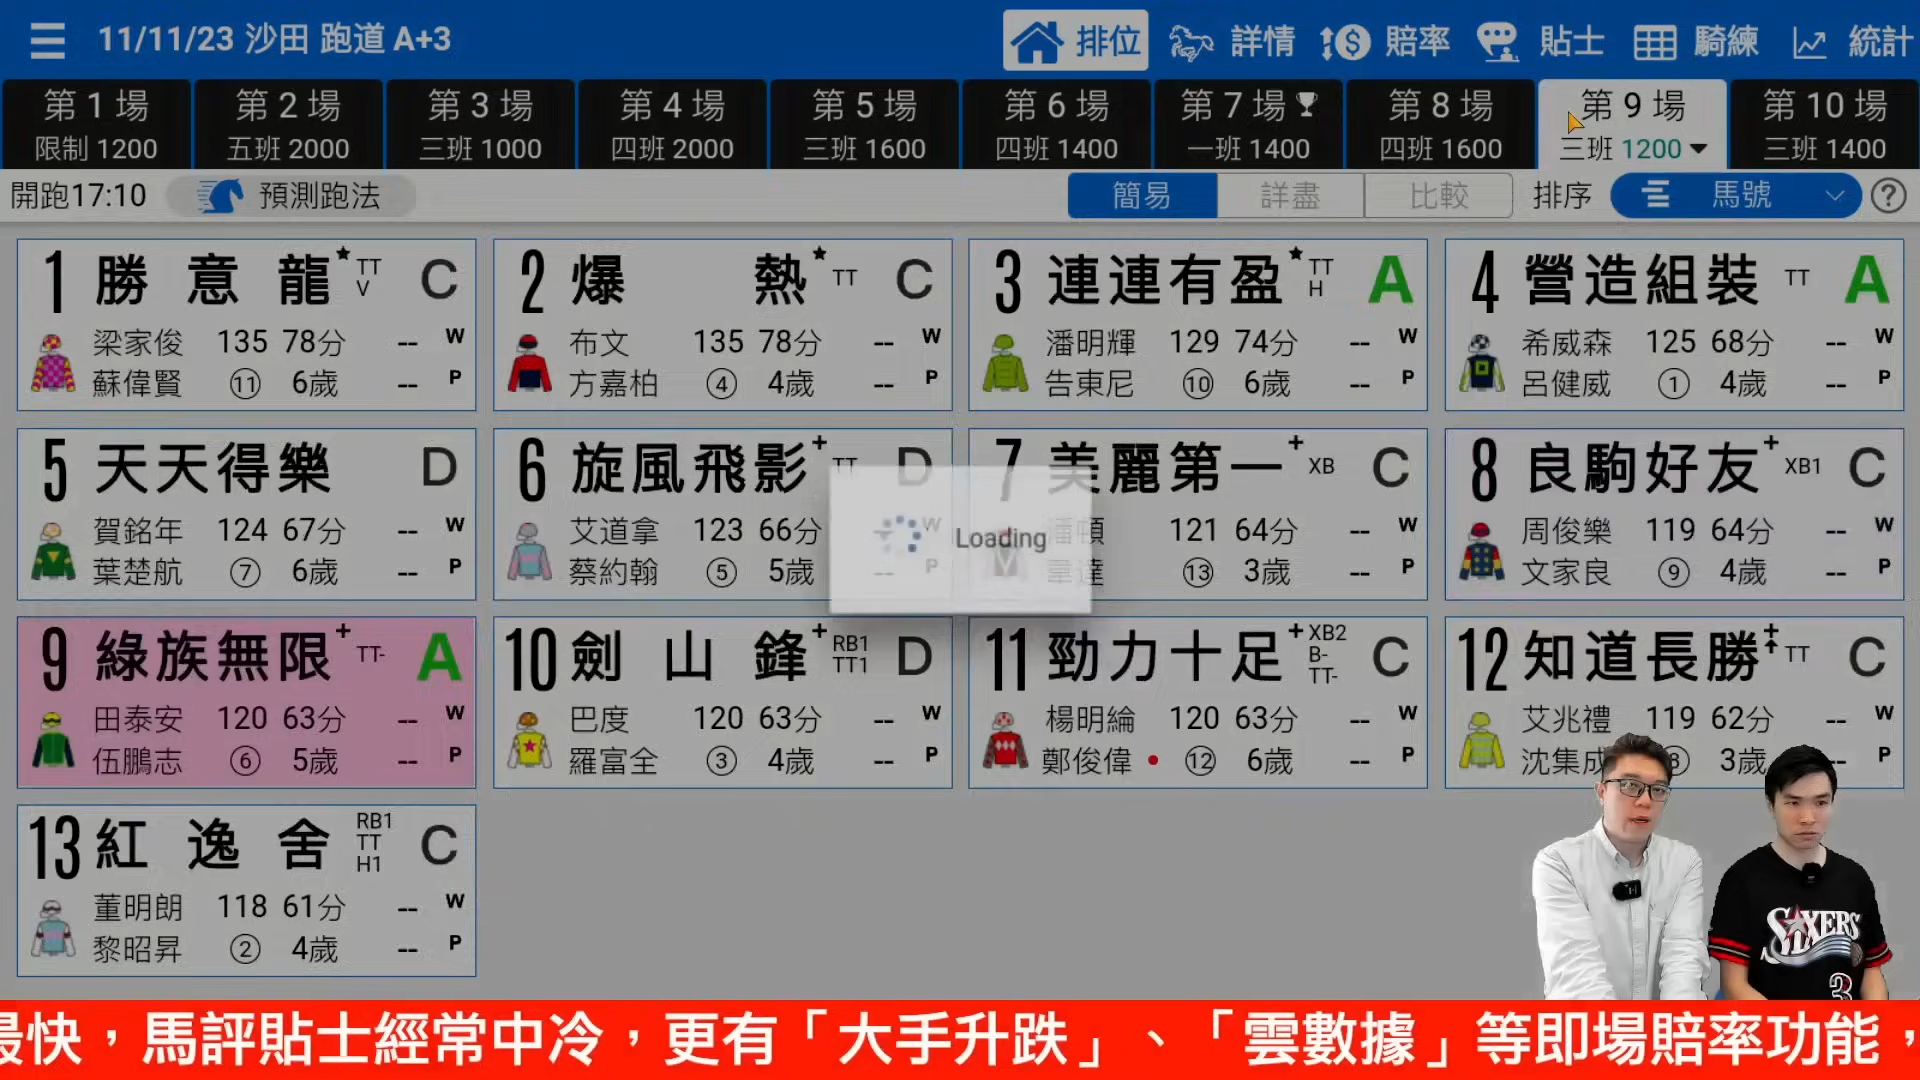 11/11/23 沙田 跑道 A+3
排位 詳情 賠率 貼士 騎練 統計
第 1 場 第 2 場 第 3 場 第 4 場 第 5 場 第 6 場 第 7 場 第 8 場 第 9 場 第 10 場
限制 1200 五班 2000 三班 1000 四班 2000 三班 1600 四班 1400 一班 1400 四班 1600 三班 1200 三班 1400
開跑17:10 預測跑法 簡易 詳盡 比較 排序 馬號 ?
1 勝意龍 ★ TT V C
梁家俊 135 78分 -- W
蘇偉賢 11 6歲 -- P
2 爆熱 ★ TT C
布文 135 78分 -- W
方嘉柏 4 4歲 -- P
3 連連有盈 ★ TT H A
潘明輝 129 74分 -- W
告東尼 10 6歲 -- P
4 營造組裝 TT A
希威森 125 68分 -- W
呂健威 1 4歲 -- P
5 天天得樂 D
賀銘年 124 67分 -- W
葉楚航 7 6歲 -- P
6 旋風飛影 + TT D
艾道拿 123 66分 -- W
蔡約翰 5 5歲 -- P
7 美麗第一 + XB C
潘頓 121 64分 -- W
韋達 13 3歲 -- P
Loading
8 良駒好友 + XB1 C
周俊樂 119 64分 -- W
文家良 9 4歲 -- P
9 綠族無限 + TT- A
田泰安 120 63分 -- W
伍鵬志 6 5歲 -- P
10 劍山鋒 + RB1 TT1 D
巴度 120 63分 -- W
羅富全 3 4歲 -- P
11 勁力十足 + XB2 B- TT- C
楊明綸 120 63分 -- W
鄭俊偉 12 6歲 -- P
12 知道長勝 ‡ TT C
艾兆禮 119 62分 -- W
沈集成 8 3歲 -- P
13 紅逸舍 RB1 TT H1 C
董明朗 118 61分 -- W
黎昭昇 2 4歲 -- P
SIXERS
3
最快，馬評貼士經常中冷，更有「大手升跌」、「雲數據」等即場賠率功能，